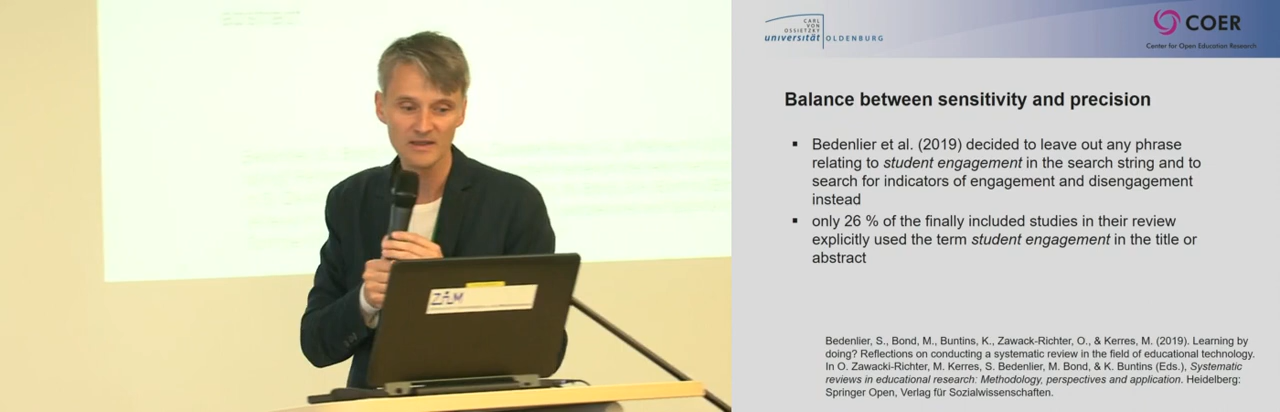 ZIM
CARL
VON
OSSIETZKY
universität OLDENBURG
COER
Center for Open Education Research
Balance between sensitivity and precision
▪ Bedenlier et al. (2019) decided to leave out any phrase
relating to student engagement in the search string and to
search for indicators of engagement and disengagement
instead
▪ only 26 % of the finally included studies in their review
explicitly used the term student engagement in the title or
abstract
Bedenlier, S., Bond, M., Buntins, K., Zawack-Richter, O., & Kerres, M. (2019). Learning by
doing? Reflections on conducting a systematic review in the field of educational technology.
In O. Zawacki-Richter, M. Kerres, S. Bedenlier, M. Bond, & K. Buntins (Eds.), Systematic
reviews in educational research: Methodology, perspectives and application. Heidelberg:
Springer Open, Verlag für Sozialwissenschaften.